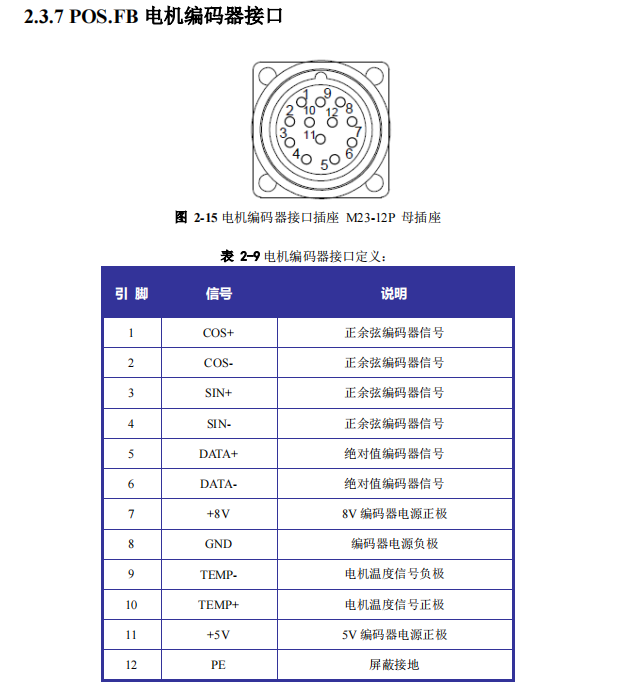 2.3.7 POS.FB 电机编码器接口
1 9
2 10 12 8
3 11 7
4 5 6
图 2-15 电机编码器接口插座 M23-12P 母插座
表 2-9 电机编码器接口定义:
引 脚 信号 说明
1 COS+ 正余弦编码器信号
2 COS- 正余弦编码器信号
3 SIN+ 正余弦编码器信号
4 SIN- 正余弦编码器信号
5 DATA+ 绝对值编码器信号
6 DATA- 绝对值编码器信号
7 +8V 8V 编码器电源正极
8 GND 编码器电源负极
9 TEMP- 电机温度信号负极
10 TEMP+ 电机温度信号正极
11 +5V 5V 编码器电源正极
12 PE 屏蔽接地